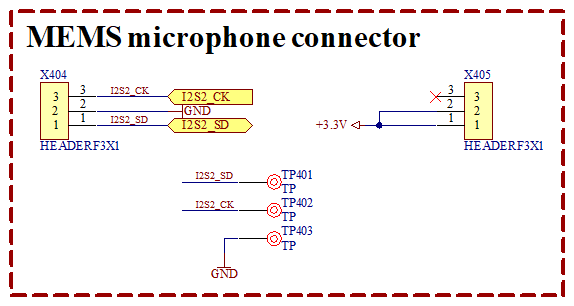 MEMS microphone connector
X404
3 3 I2S2_CK I2S2_CK
2 2 GND
1 1 I2S2_SD I2S2_SD
HEADERF3X1
X405
3 3
2 2
+3.3V 1 1
HEADERF3X1
I2S2_SD TP401
TP
I2S2_CK TP402
TP
TP403
TP
GND